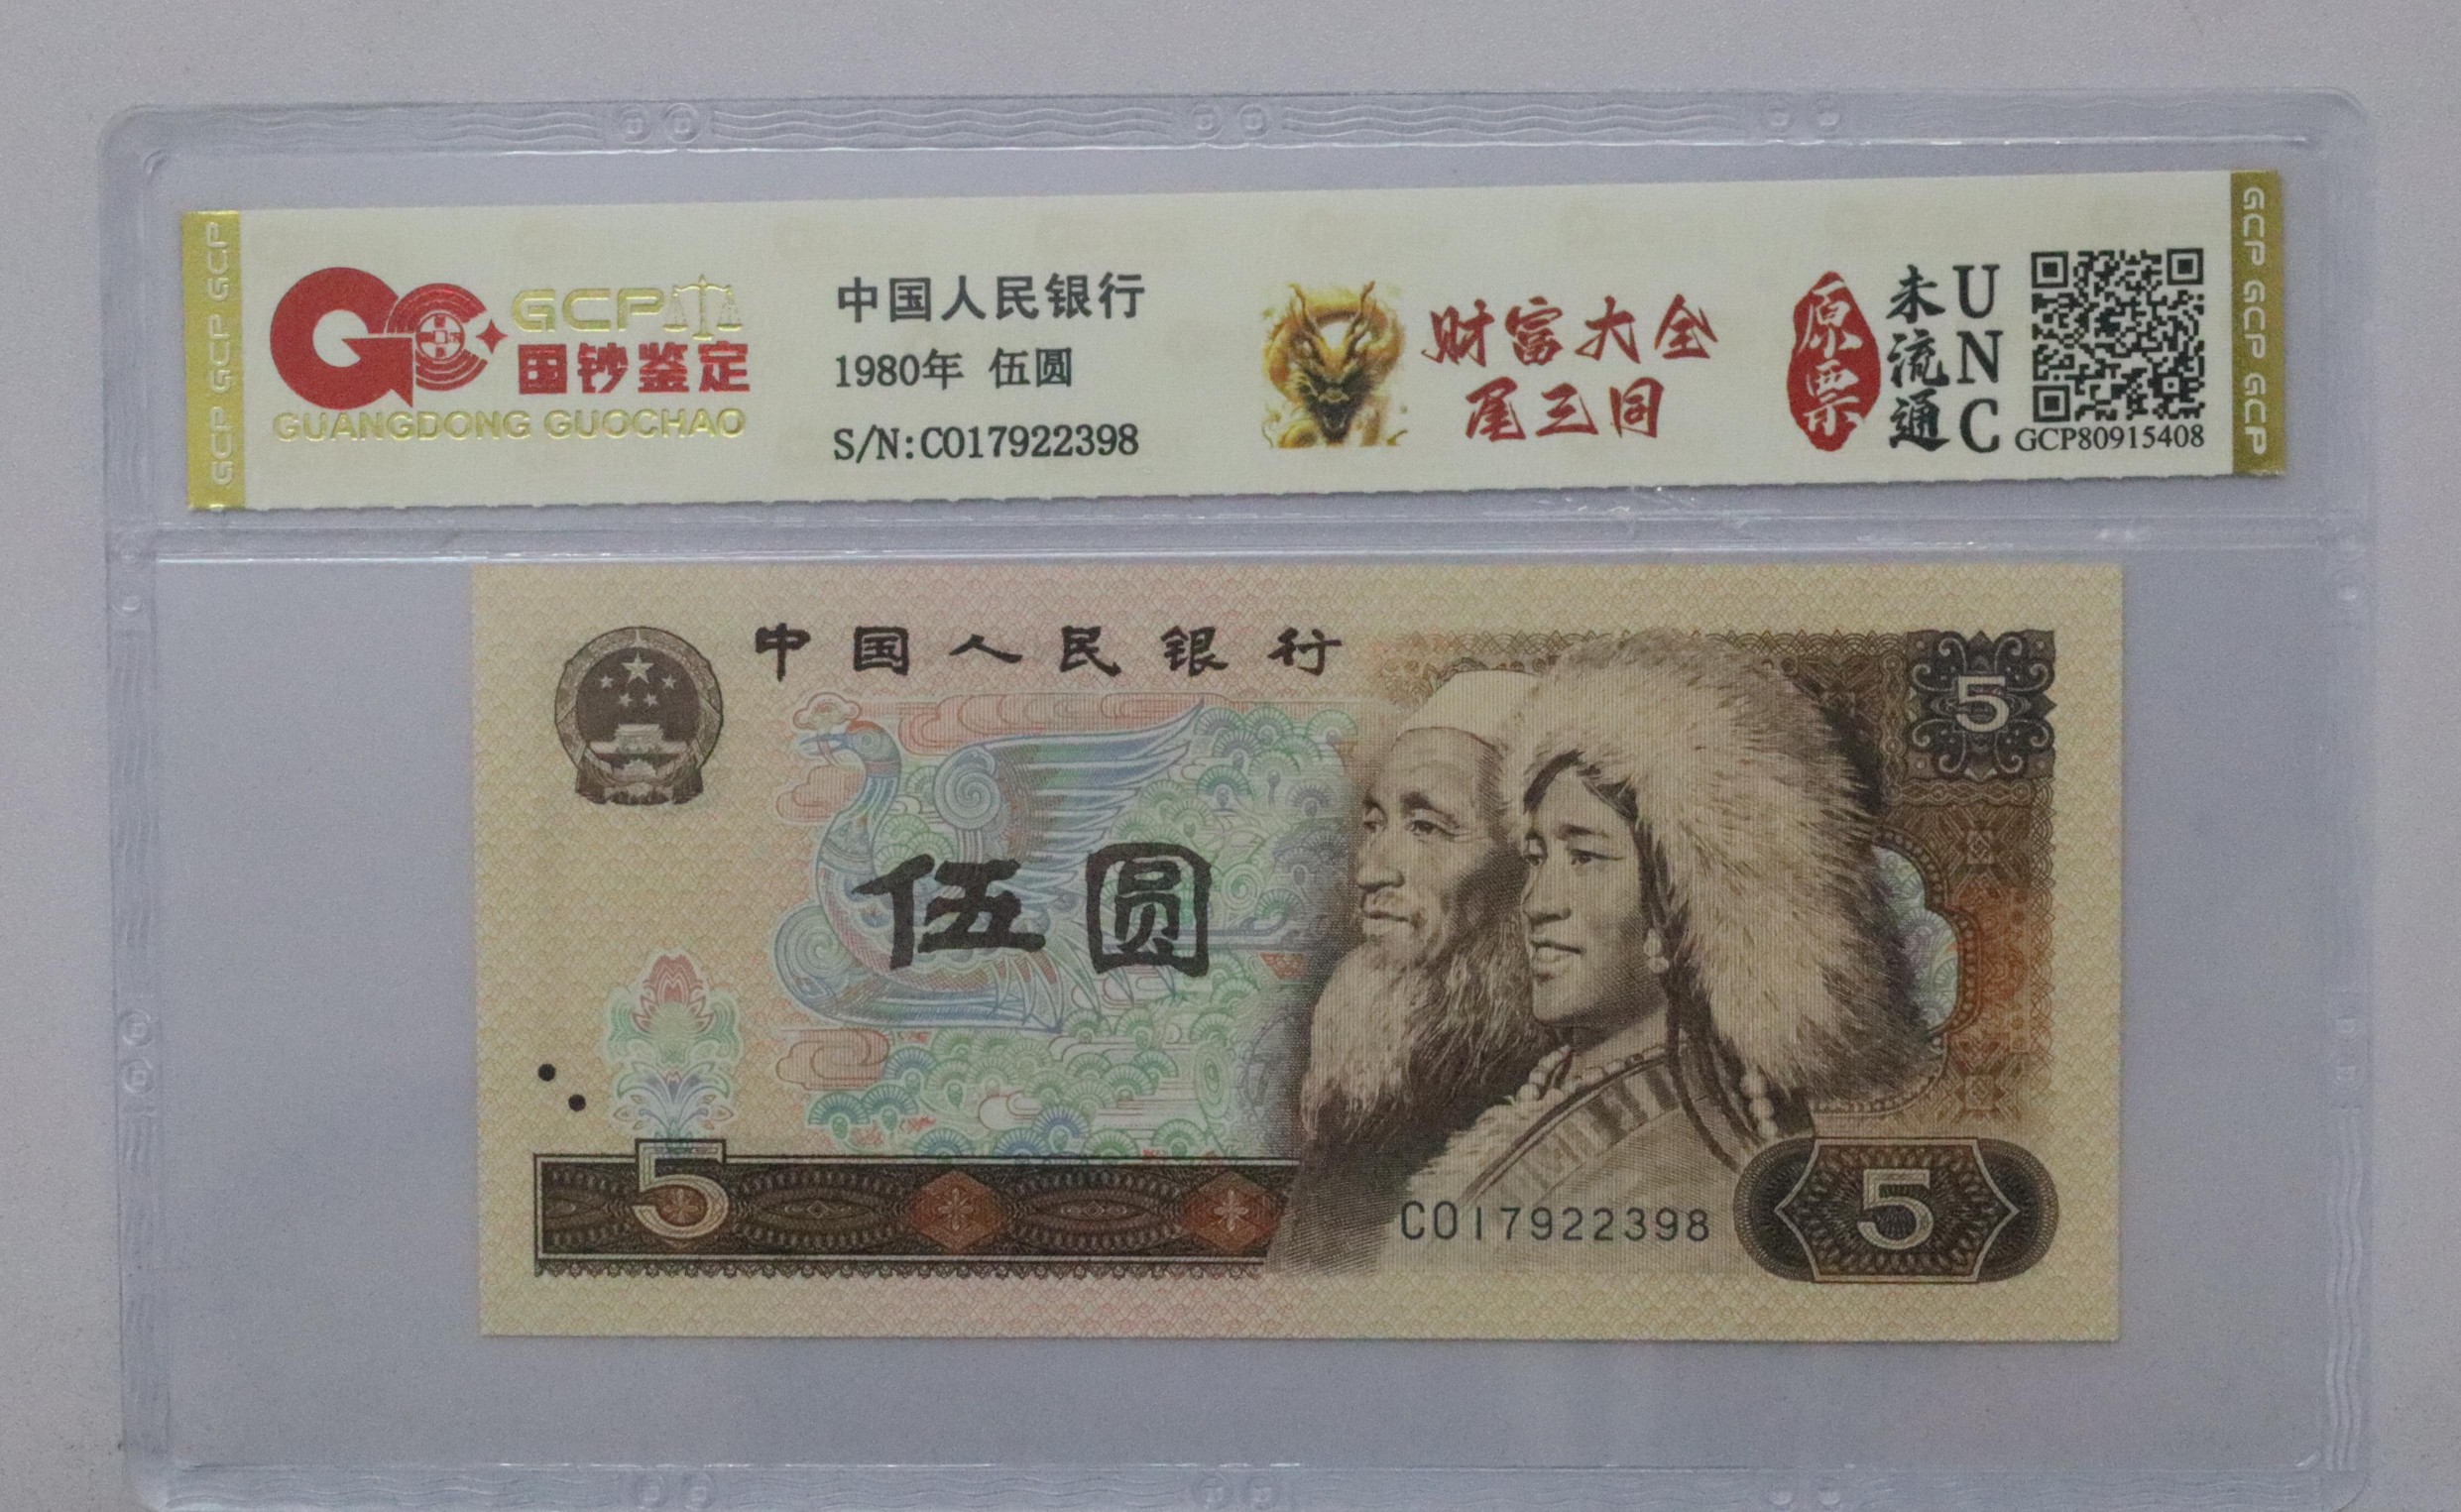 GCP GCP GCP
GCP
国钞鉴定
GUANGDONG GUOCHAO
中国人民银行
1980年 伍圆
S/N:CO17922398
财富大全
尾三同
原票
未流通
UNC
GCP80915408
GCP GCP GCP
中国人民银行
5
伍圆
5
CO17922398
5